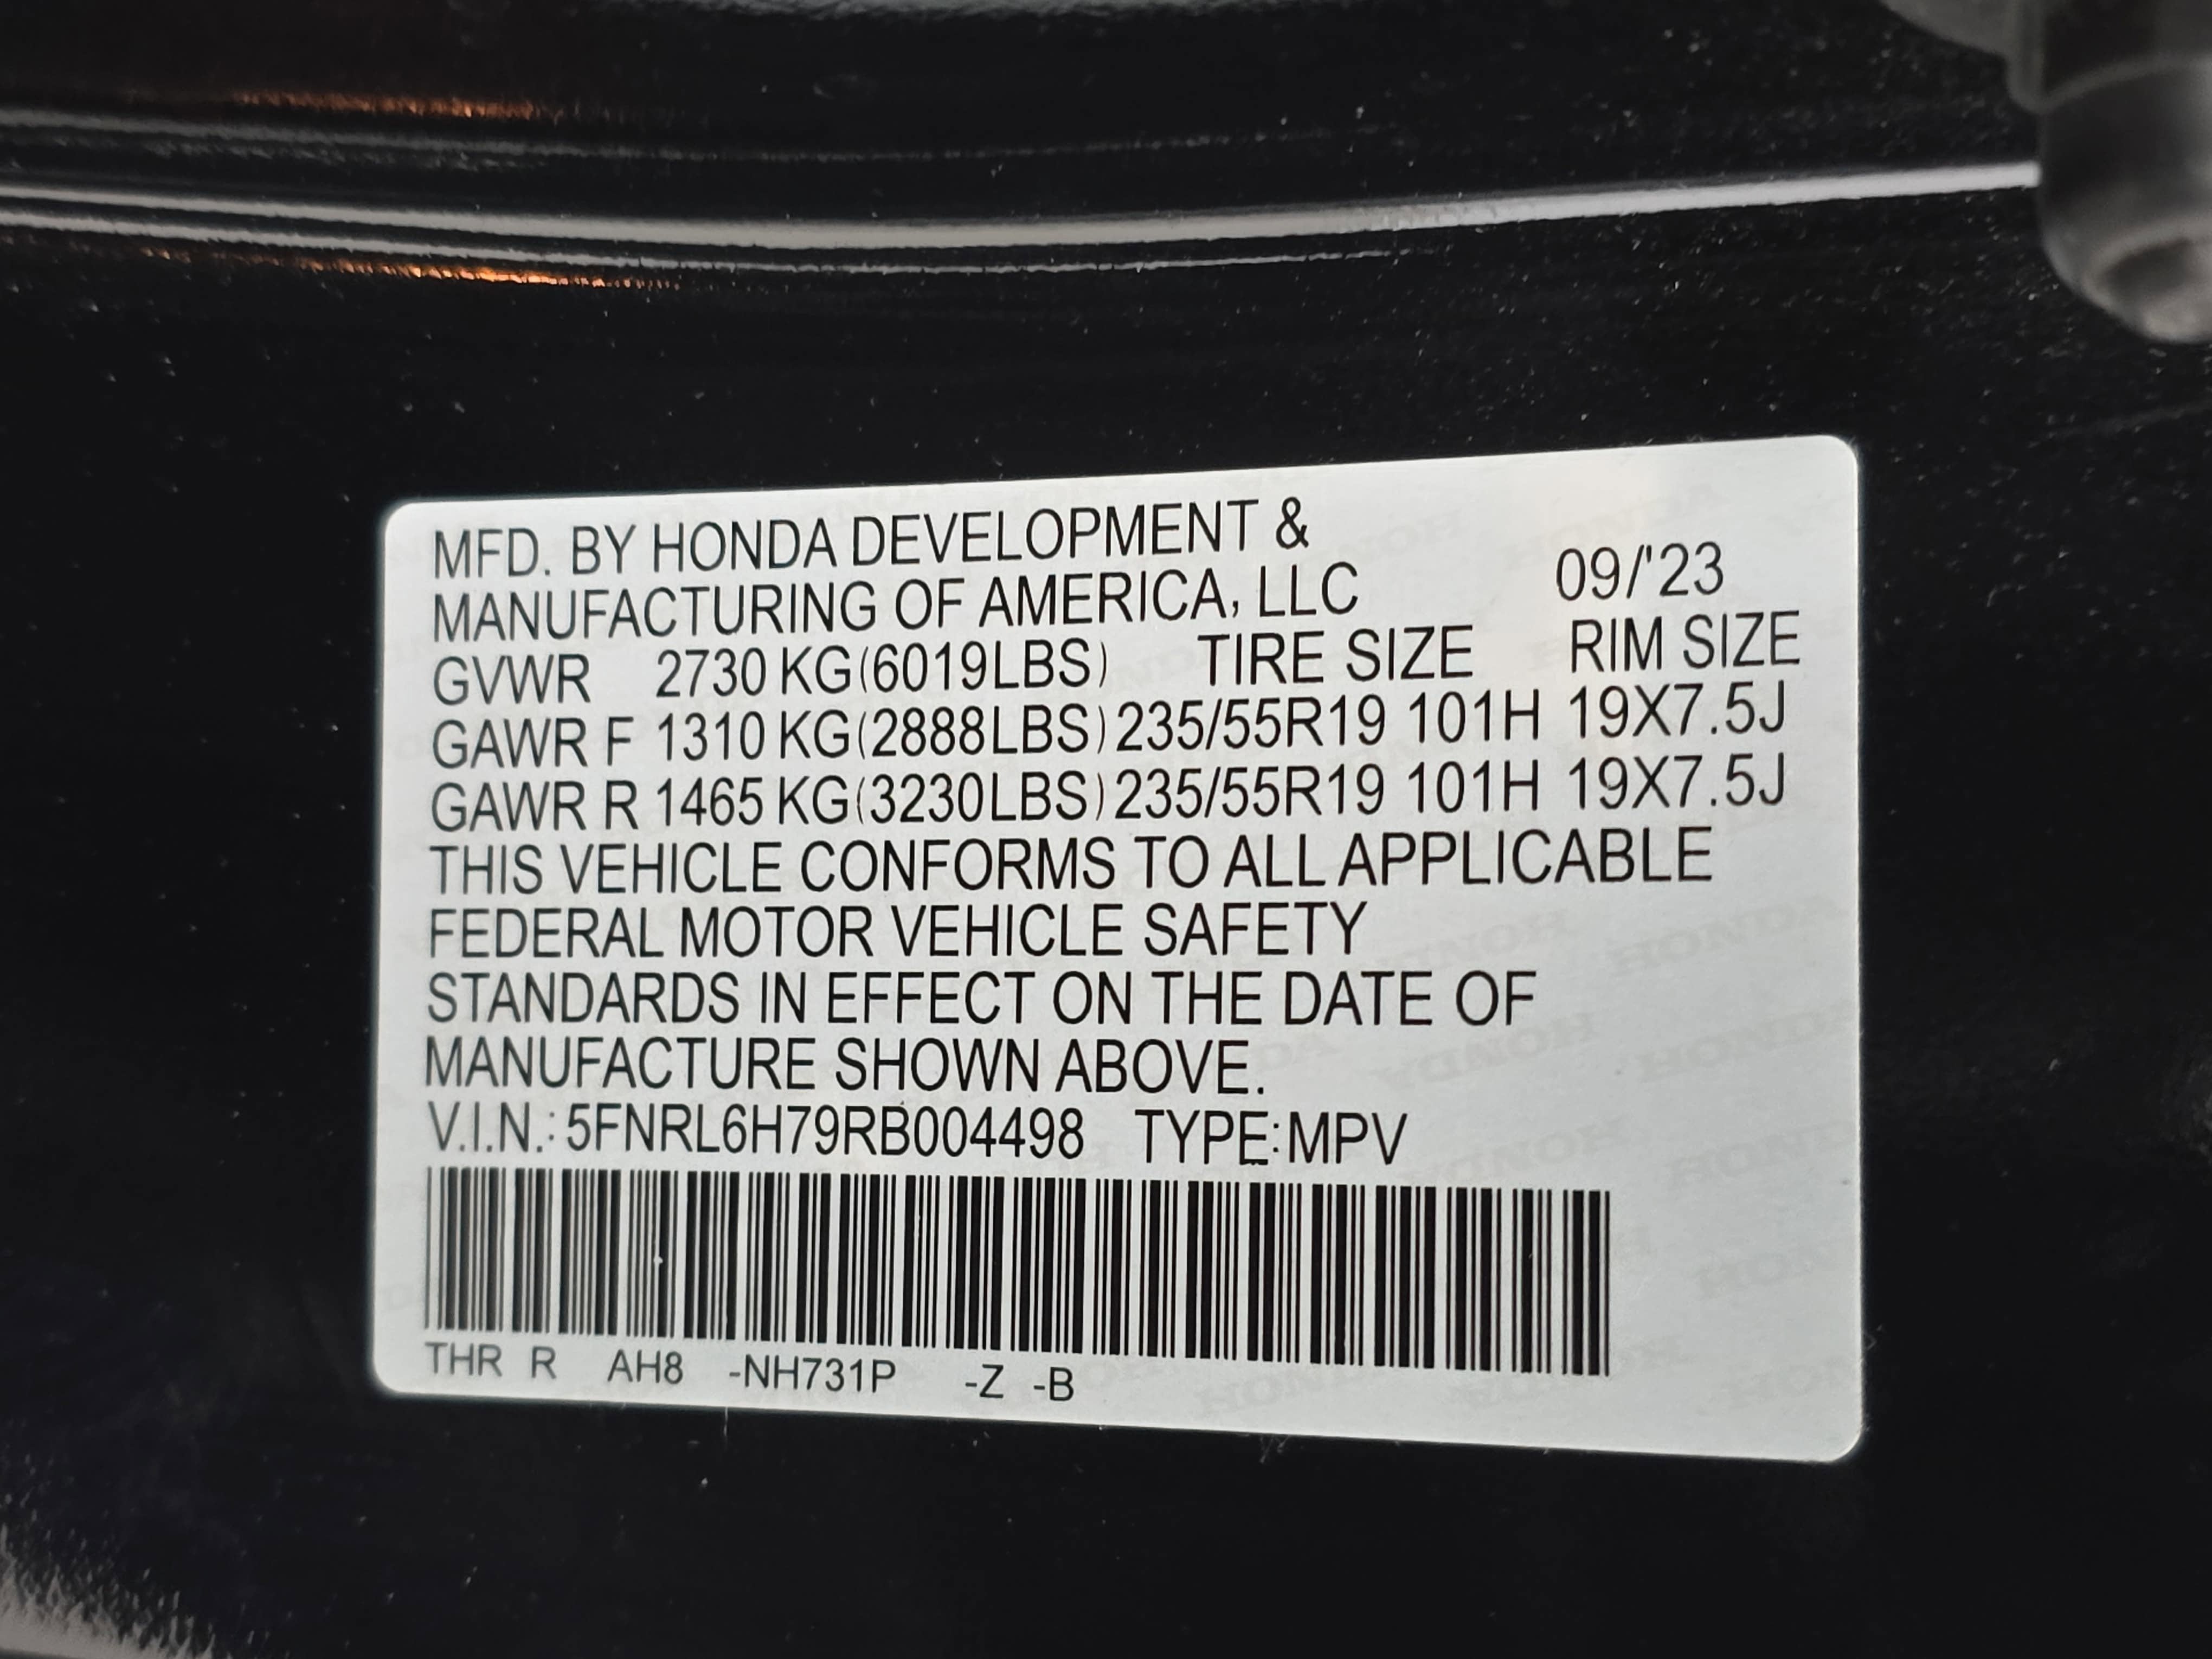 MFD. BY HONDA DEVELOPMENT &
MANUFACTURING OF AMERICA, LLC 09/'23
GVWR 2730 KG(6019LBS) TIRE SIZE RIM SIZE
GAWR F 1310 KG(2888LBS) 235/55R19 101H 19X7.5J
GAWR R 1465 KG(3230LBS) 235/55R19 101H 19X7.5J
THIS VEHICLE CONFORMS TO ALL APPLICABLE
FEDERAL MOTOR VEHICLE SAFETY
STANDARDS IN EFFECT ON THE DATE OF
MANUFACTURE SHOWN ABOVE.
V.I.N.: 5FNRL6H79RB004498 TYPE:MPV
THR R AH8 -NH731P -Z -B